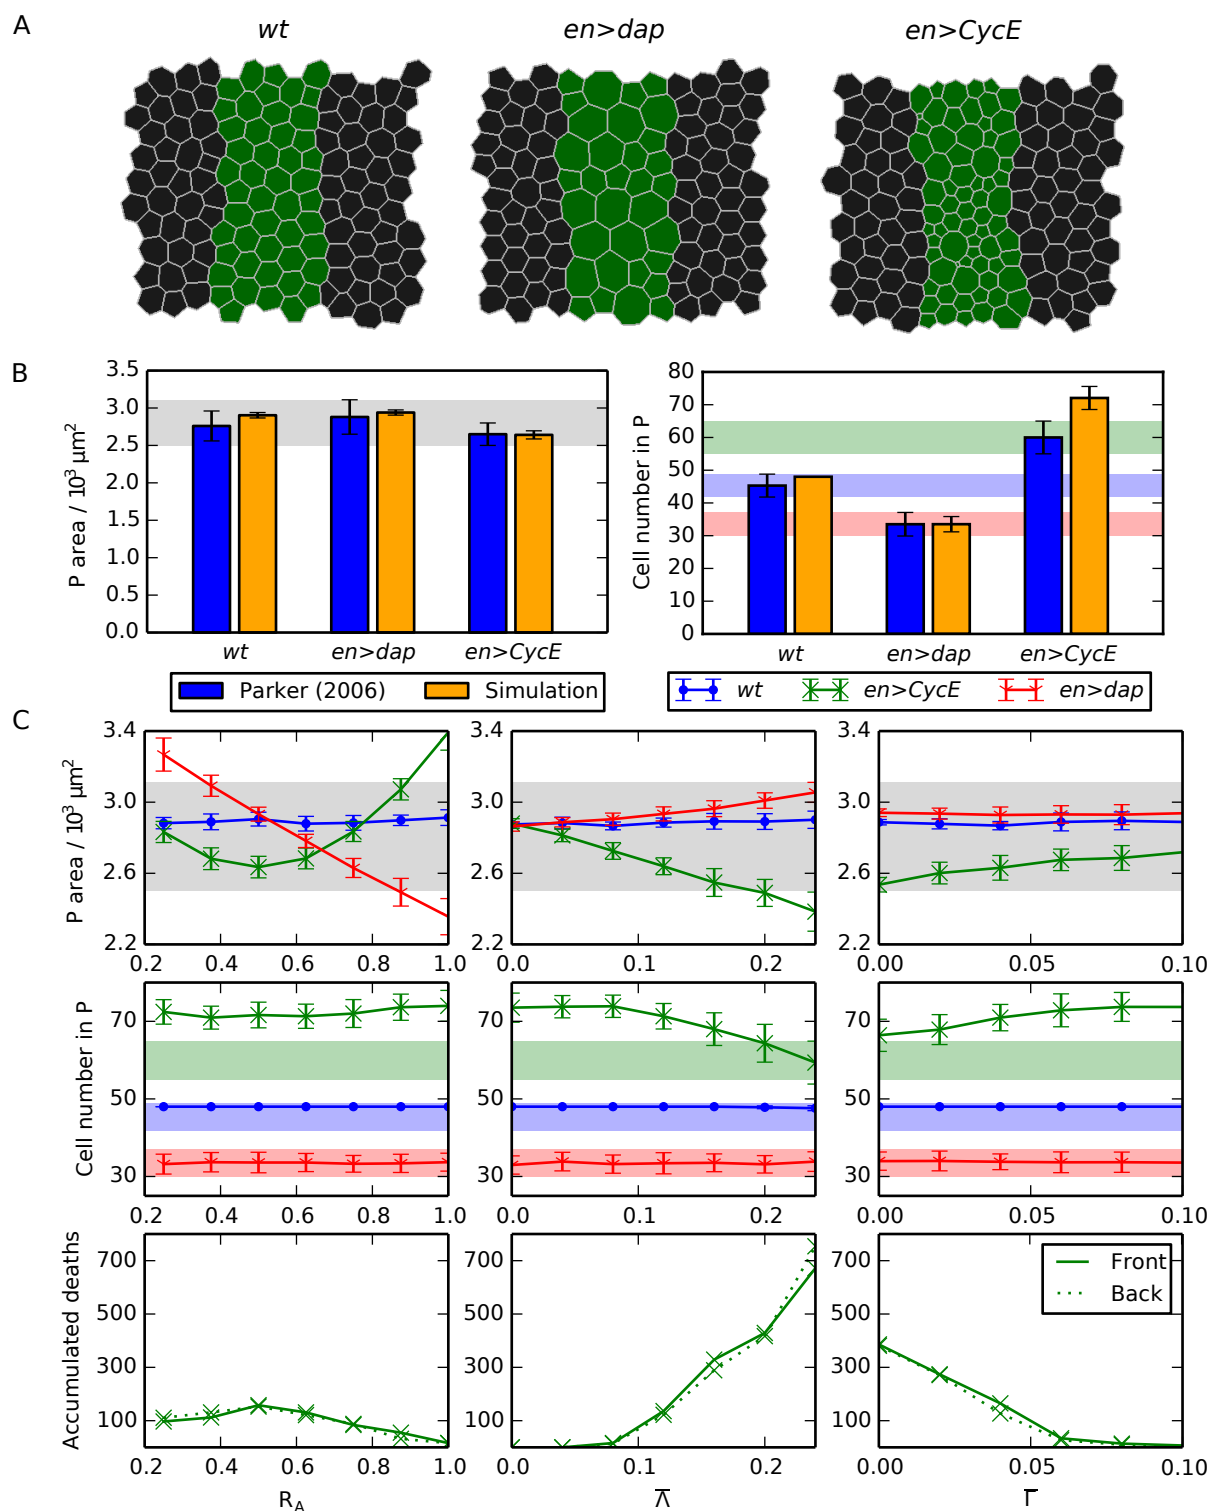 A
wt en>dap en>CycE
B
3.5 3.0 2.5 2.0 1.5 1.0 0.5 0.0
P area / 10³ μm²
wt en>dap en>CycE
Parker (2006) Simulation
80 70 60 50 40 30 20 10 0
Cell number in P
wt en>dap en>CycE
wt en>CycE en>dap
C
P area / 10³ μm²
3.4 3.0 2.6 2.2
0.2 0.4 0.6 0.8 1.0
3.4 3.0 2.6 2.2
0.0 0.1 0.2
3.4 3.0 2.6 2.2
0.00 0.05 0.10
Cell number in P
70 50 30
0.2 0.4 0.6 0.8 1.0
70 50 30
0.0 0.1 0.2
70 50 30
0.00 0.05 0.10
Accumulated deaths
700 500 300 100
0.2 0.4 0.6 0.8 1.0
R_A
700 500 300 100
0.0 0.1 0.2
Λ̅
700 500 300 100
Front
Back
0.00 0.05 0.10
Γ̅